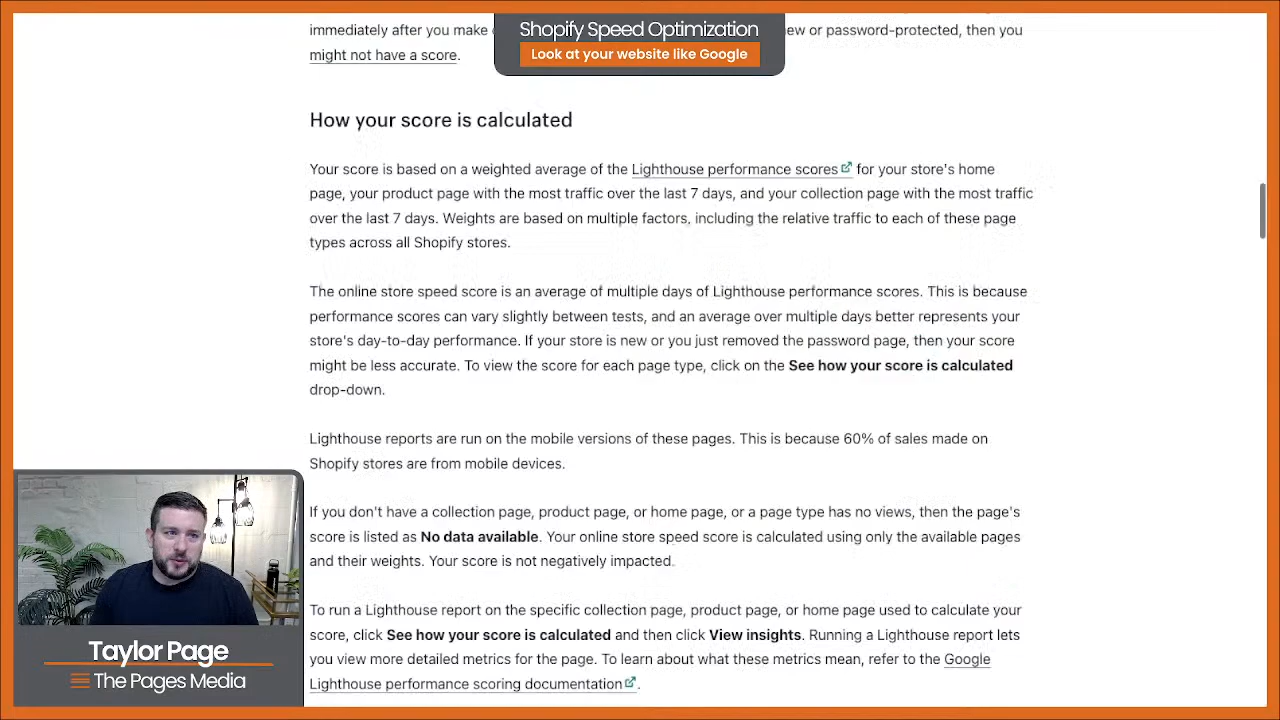 Shopify Speed Optimization
Look at your website like Google
immediately after you make
ew or password-protected, then you
might not have a score.
How your score is calculated
Your score is based on a weighted average of the Lighthouse performance scores for your store's home
page, your product page with the most traffic over the last 7 days, and your collection page with the most traffic
over the last 7 days. Weights are based on multiple factors, including the relative traffic to each of these page
types across all Shopify stores.
The online store speed score is an average of multiple days of Lighthouse performance scores. This is because
performance scores can vary slightly between tests, and an average over multiple days better represents your
store's day-to-day performance. If your store is new or you just removed the password page, then your score
might be less accurate. To view the score for each page type, click on the See how your score is calculated
drop-down.
Lighthouse reports are run on the mobile versions of these pages. This is because 60% of sales made on
Shopify stores are from mobile devices.
If you don't have a collection page, product page, or home page, or a page type has no views, then the page's
score is listed as No data available. Your online store speed score is calculated using only the available pages
and their weights. Your score is not negatively impacted.
To run a Lighthouse report on the specific collection page, product page, or home page used to calculate your
score, click See how your score is calculated and then click View insights. Running a Lighthouse report lets
you view more detailed metrics for the page. To learn about what these metrics mean, refer to the Google
Lighthouse performance scoring documentation.
Taylor Page
The Pages Media